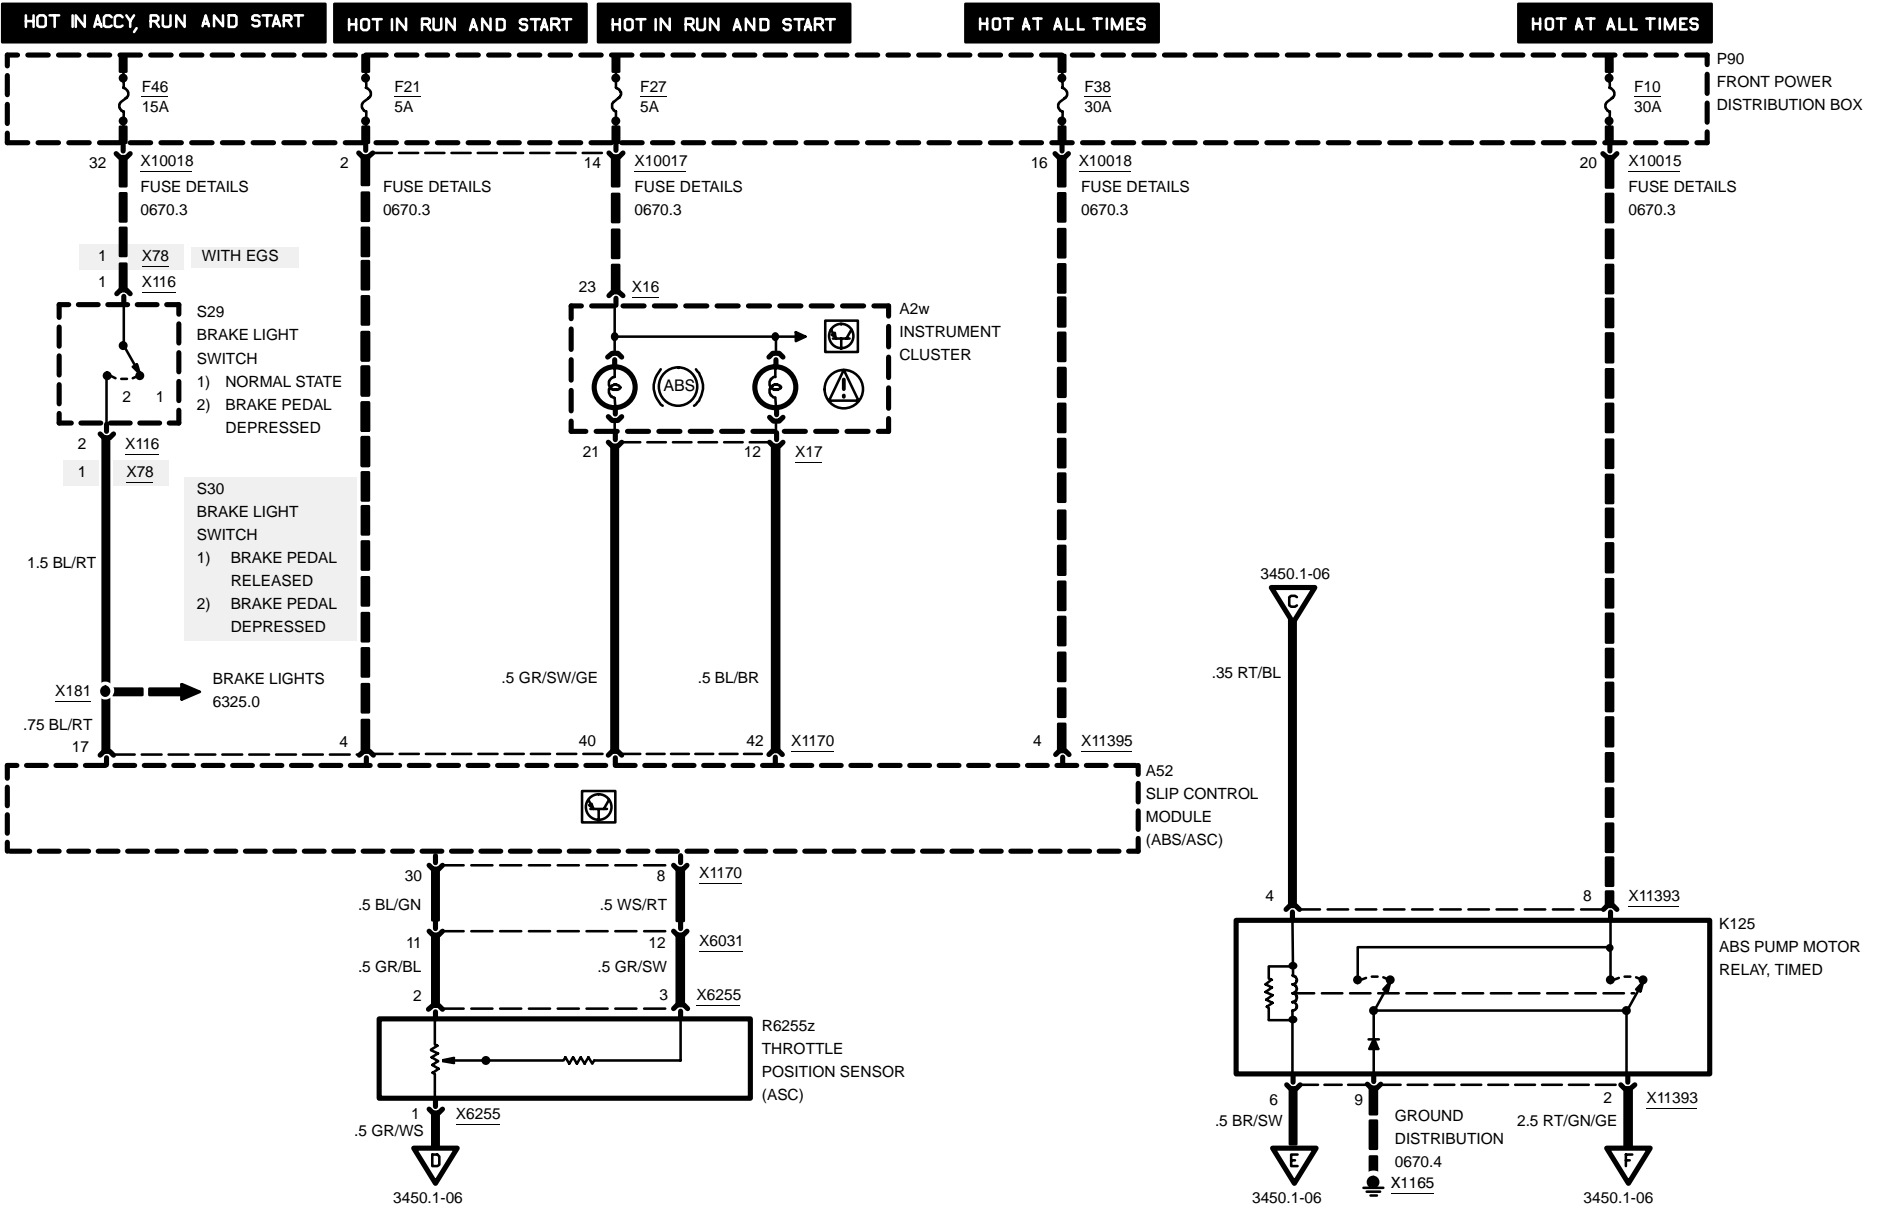 HOT IN ACCY, RUN AND START
HOT IN RUN AND START
HOT IN RUN AND START
HOT AT ALL TIMES
HOT AT ALL TIMES
P90
FRONT POWER
DISTRIBUTION BOX
F46
15A
F21
5A
F27
5A
F38
30A
F10
30A
32
X10018
FUSE DETAILS
0670.3
2
FUSE DETAILS
0670.3
14
X10017
FUSE DETAILS
0670.3
16
X10018
FUSE DETAILS
0670.3
20
X10015
FUSE DETAILS
0670.3
1
X78
WITH EGS
1
X116
S29
BRAKE LIGHT
SWITCH
1) NORMAL STATE
2) BRAKE PEDAL
DEPRESSED
2
1
2
X116
1
X78
S30
BRAKE LIGHT
SWITCH
1) BRAKE PEDAL
RELEASED
2) BRAKE PEDAL
DEPRESSED
1.5 BL/RT
X181
BRAKE LIGHTS
6325.0
.75 BL/RT
23
X16
A2w
INSTRUMENT
CLUSTER
ABS
!
21
12
X17
.5 GR/SW/GE
.5 BL/BR
17
4
40
42
X1170
4
X11395
A52
SLIP CONTROL
MODULE
(ABS/ASC)
30
8
X1170
.5 BL/GN
.5 WS/RT
11
12
X6031
.5 GR/BL
.5 GR/SW
2
3
X6255
R6255z
THROTTLE
POSITION SENSOR
(ASC)
1
X6255
.5 GR/WS
D
3450.1-06
3450.1-06
C
.35 RT/BL
4
8
X11393
K125
ABS PUMP MOTOR
RELAY, TIMED
6
9
2
X11393
.5 BR/SW
GROUND
DISTRIBUTION
0670.4
X1165
2.5 RT/GN/GE
E
3450.1-06
F
3450.1-06